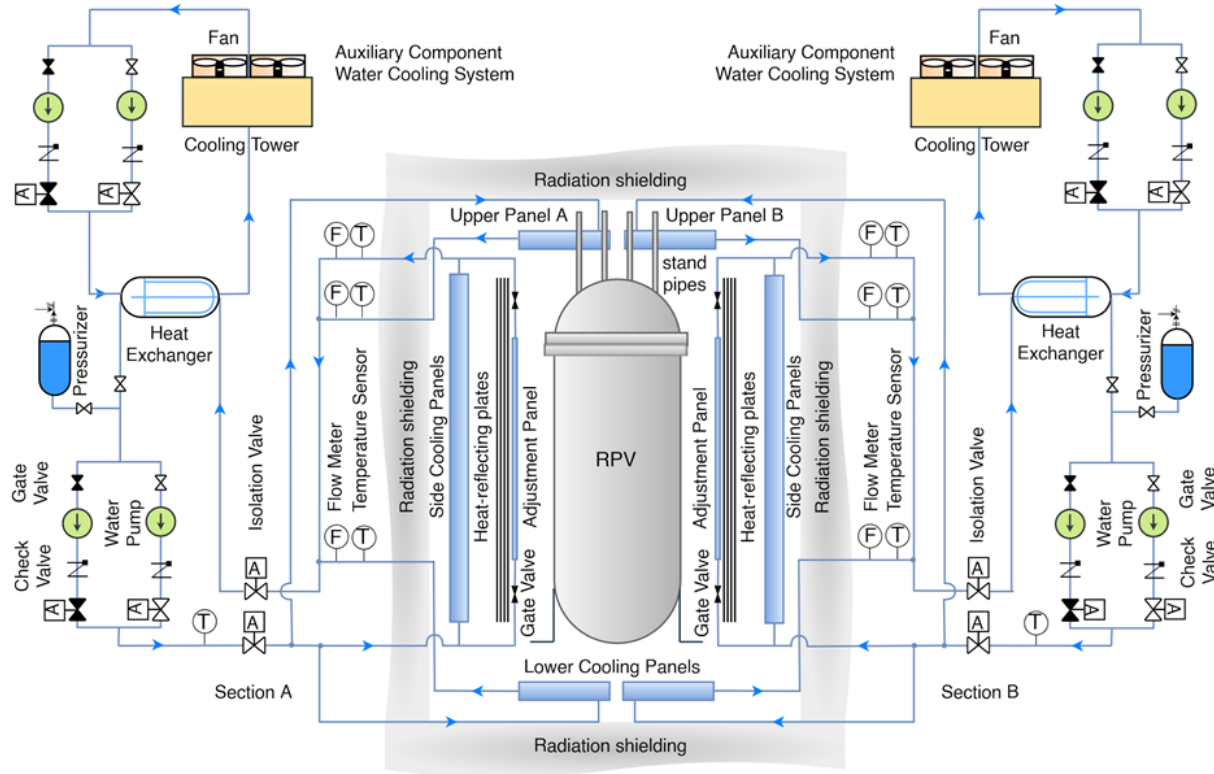 Fan
Auxiliary Component
Water Cooling System
Cooling Tower
A
A
Heat
Exchanger
Pressurizer
Gate
Valve
Water
Pump
Check
Valve
A
A
T
Isolation Valve
A
A
Section A
F T
F T
Flow Meter
Temperature Sensor
F T
Radiation shielding
Radiation shielding
Upper Panel A
Side Cooling Panels
Heat-reflecting plates
Adjustment Panel
Gate Valve
RPV
Upper Panel B
stand
pipes
Adjustment Panel
Gate Valve
Heat-reflecting plates
Side Cooling Panels
Radiation shielding
Lower Cooling Panels
Radiation shielding
F T
F T
Flow Meter
Temperature Sensor
F T
Isolation Valve
A
A
T
Section B
Auxiliary Component
Water Cooling System
Fan
Cooling Tower
A
A
Heat
Exchanger
Pressurizer
Gate
Valve
Water
Pump
Check
Valve
A
A